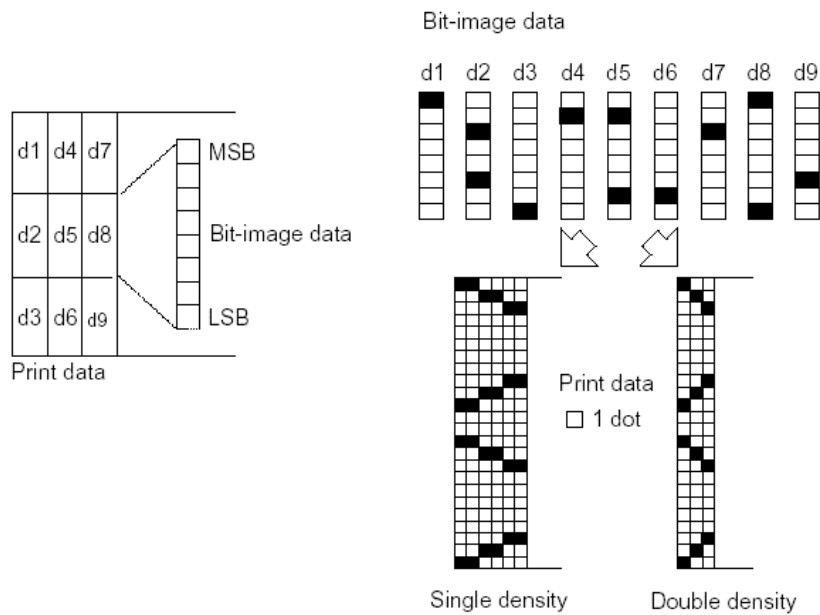 Bit-image data
d1 d2 d3 d4 d5 d6 d7 d8 d9
d1 d4 d7
d2 d5 d8
d3 d6 d9
MSB
Bit-image data
LSB
Print data
Print data
1 dot
Single density
Double density